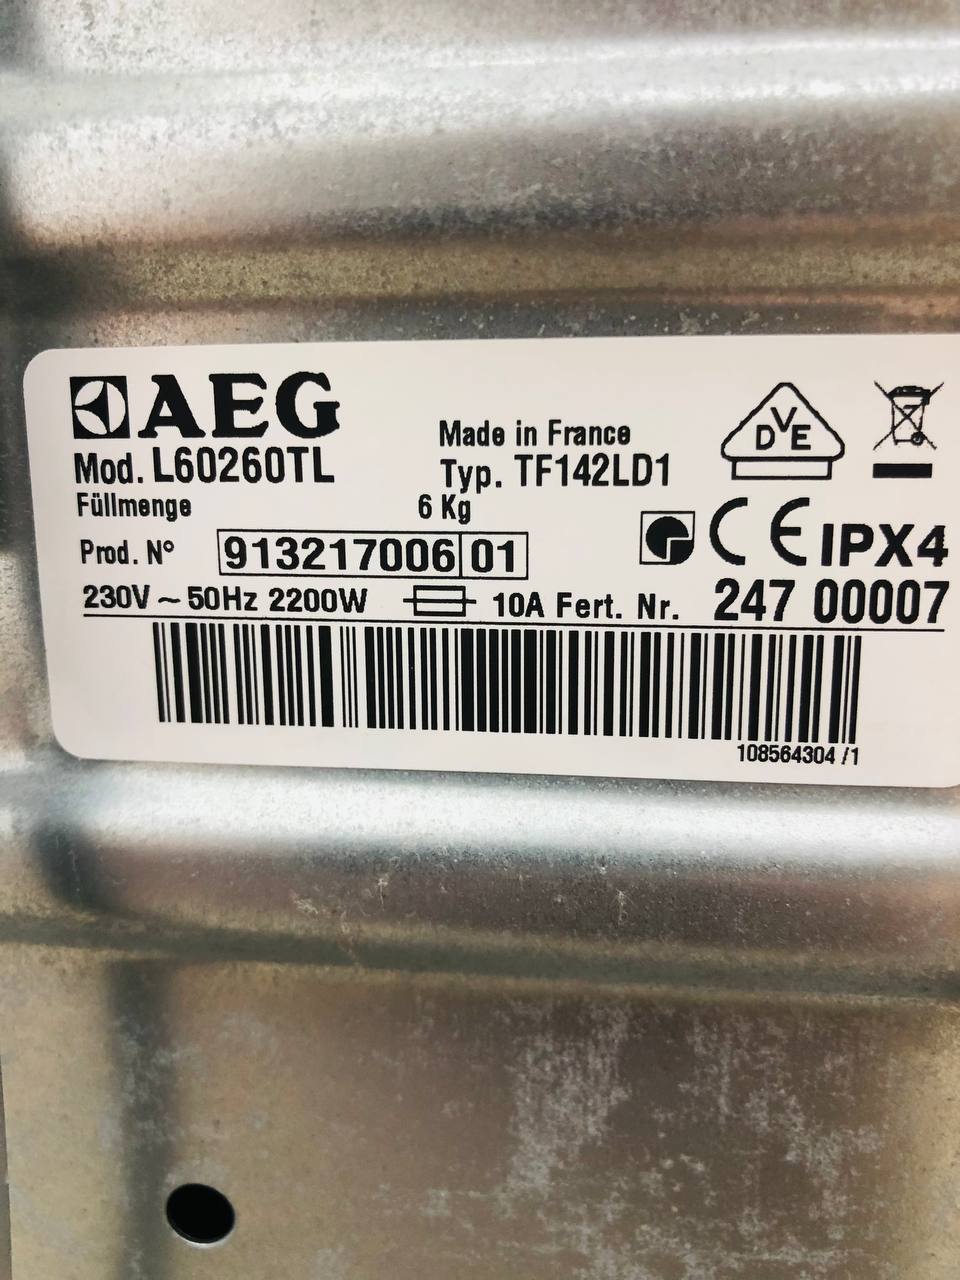 AEG
Made in France
VDE
Mod. L60260TL
Typ. TF142LD1
Füllmenge 6 Kg
Prod. N° 913217006 01
CE IPX4
230V ~ 50Hz 2200W 10A Fert. Nr. 247 00007
108564304 /1